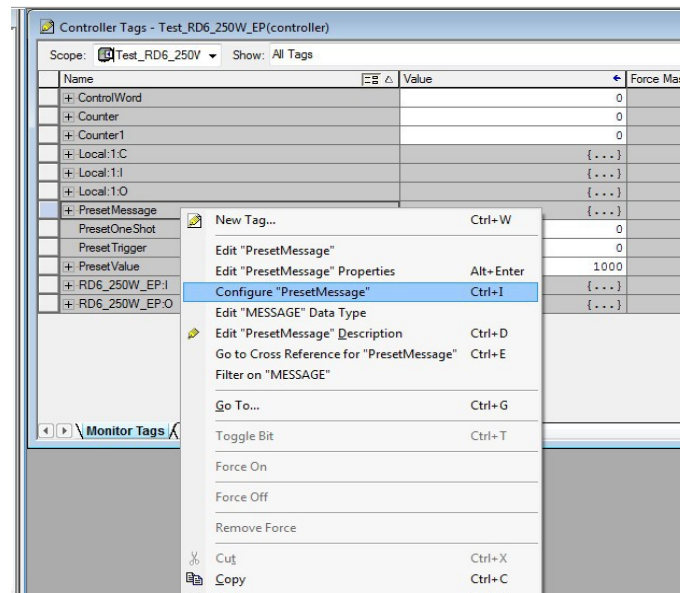 Controller Tags - Test_RD6_250W_EP(controller)
Scope: Test_RD6_250V Show: All Tags
Name Value Force Mas
ControlWord 0
Counter 0
Counter1 0
Local:1:C {...}
Local:1:I {...}
Local:1:O {...}
PresetMessage {...}
PresetOneShot 0
PresetTrigger 0
PresetValue 1000
RD6_250W_EP:I {...}
RD6_250W_EP:O {...}
New Tag... Ctrl+W
Edit "PresetMessage"
Edit "PresetMessage" Properties Alt+Enter
Configure "PresetMessage" Ctrl+I
Edit "MESSAGE" Data Type
Edit "PresetMessage" Description Ctrl+D
Go to Cross Reference for "PresetMessage" Ctrl+E
Filter on "MESSAGE"
Go To... Ctrl+G
Monitor Tags
Toggle Bit Ctrl+T
Force On
Force Off
Remove Force
Cut Ctrl+X
Copy Ctrl+C